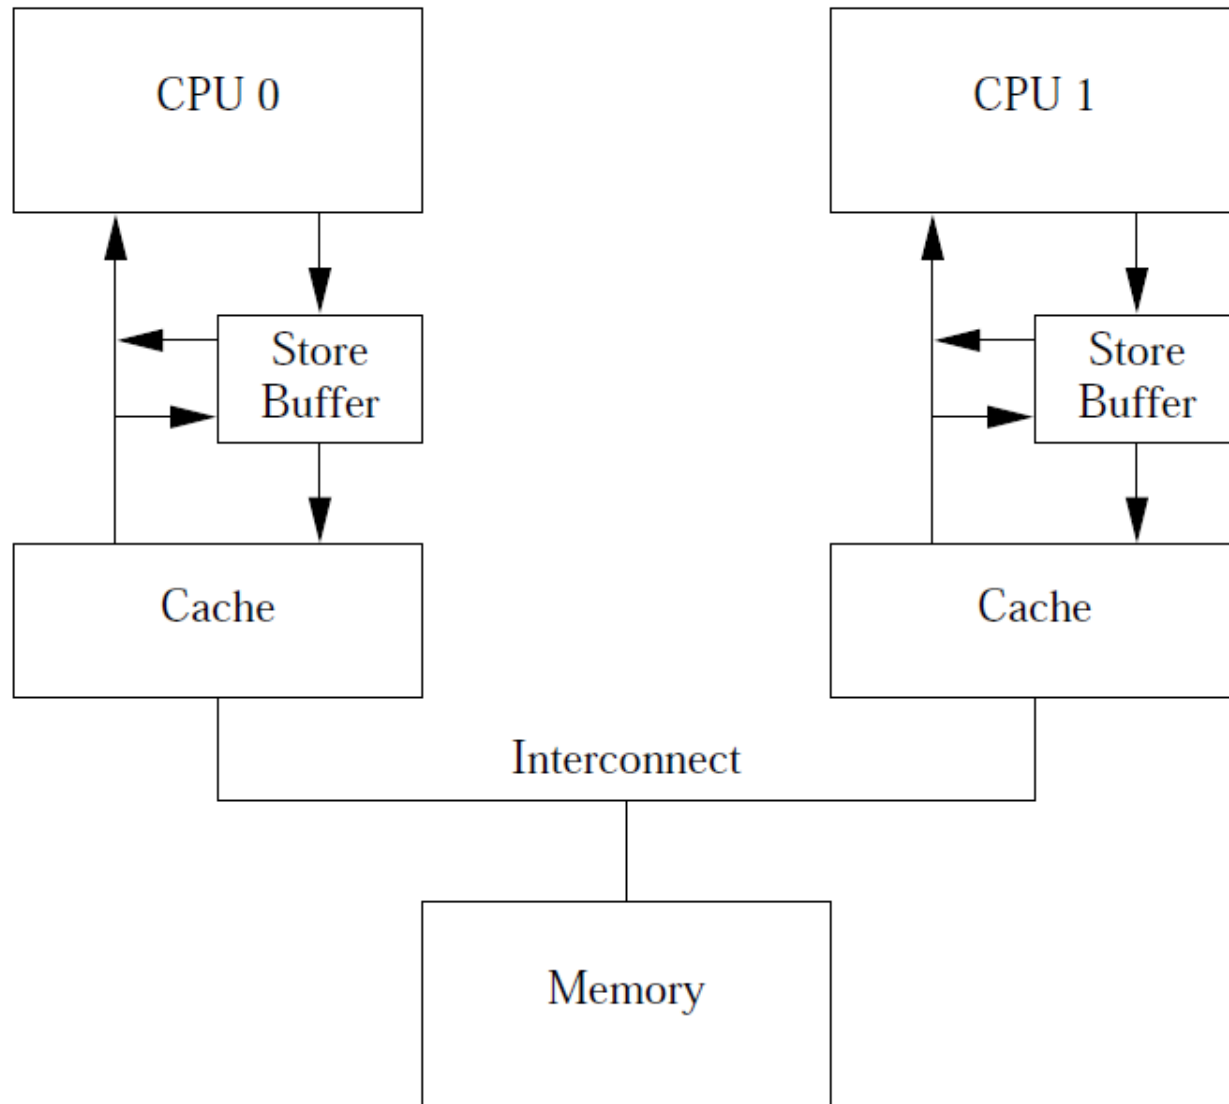 CPU 0
CPU 1
Store
Buffer
Store
Buffer
Cache
Cache
Interconnect
Memory